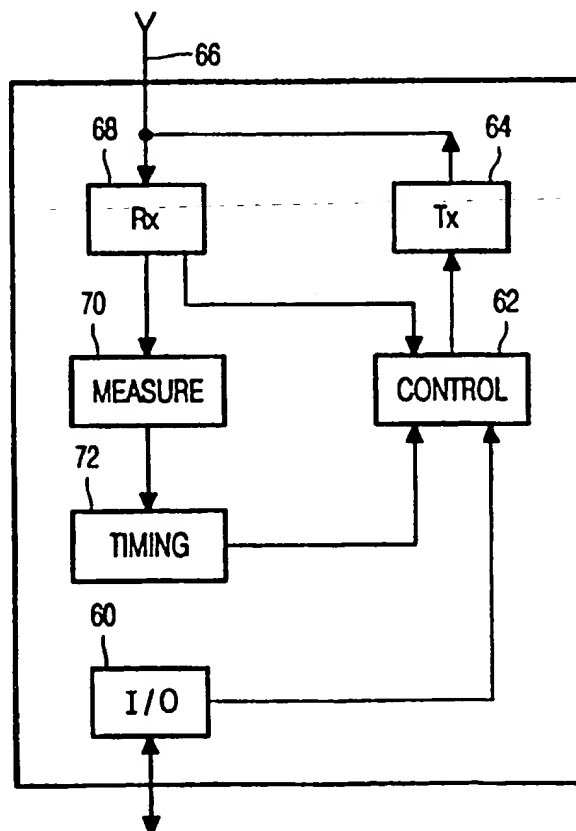 66
68
64
Rx
Tx
70
62
MEASURE
CONTROL
72
TIMING
60
I/O